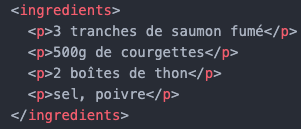 <ingredients>
<p>3 tranches de saumon fumé</p>
<p>500g de courgettes</p>
<p>2 boîtes de thon</p>
<p>sel, poivre</p>
</ingredients>